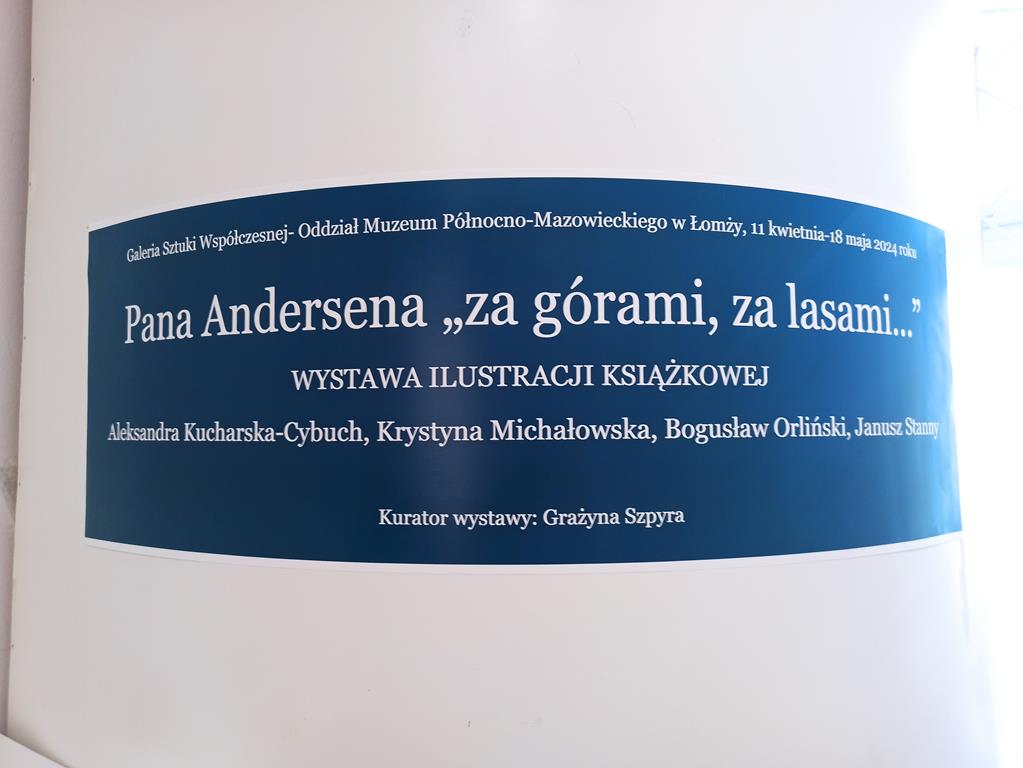 Galeria Sztuki Współczesnej- Oddział Muzeum Północno-Mazowieckiego w Łomży, 11 kwietnia-18 maja 2024 roku
Pana Andersena „za górami, za lasami...”
WYSTAWA ILUSTRACJI KSIĄŻKOWEJ
Aleksandra Kucharska-Cybuch, Krystyna Michałowska, Bogusław Orliński, Janusz Stanny
Kurator wystawy: Grażyna Szpyra